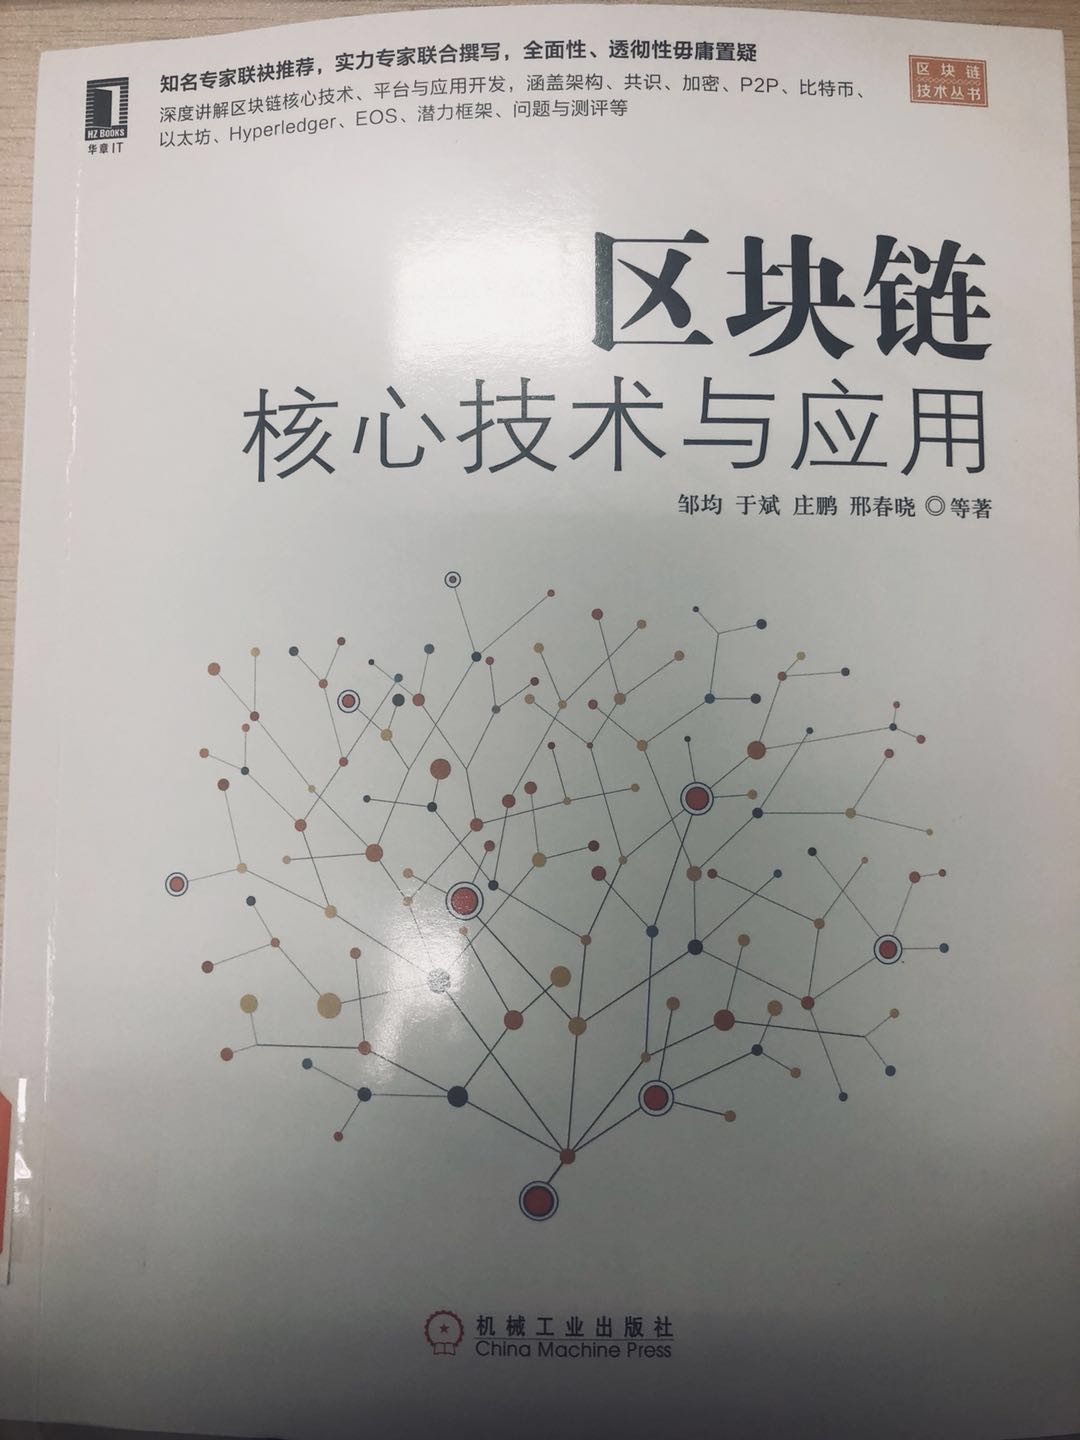 知名专家联袂推荐，实力专家联合撰写，全面性、透彻性毋庸置疑
深度讲解区块链核心技术、平台与应用开发，涵盖架构、共识、加密、P2P、比特币、
以太坊、Hyperledger、EOS、潜力框架、问题与测评等
HZ BOOKS
华章IT
区块链
技术丛书
区块链
核心技术与应用
邹均 于斌 庄鹏 邢春晓 ◎等著
机械工业出版社
China Machine Press